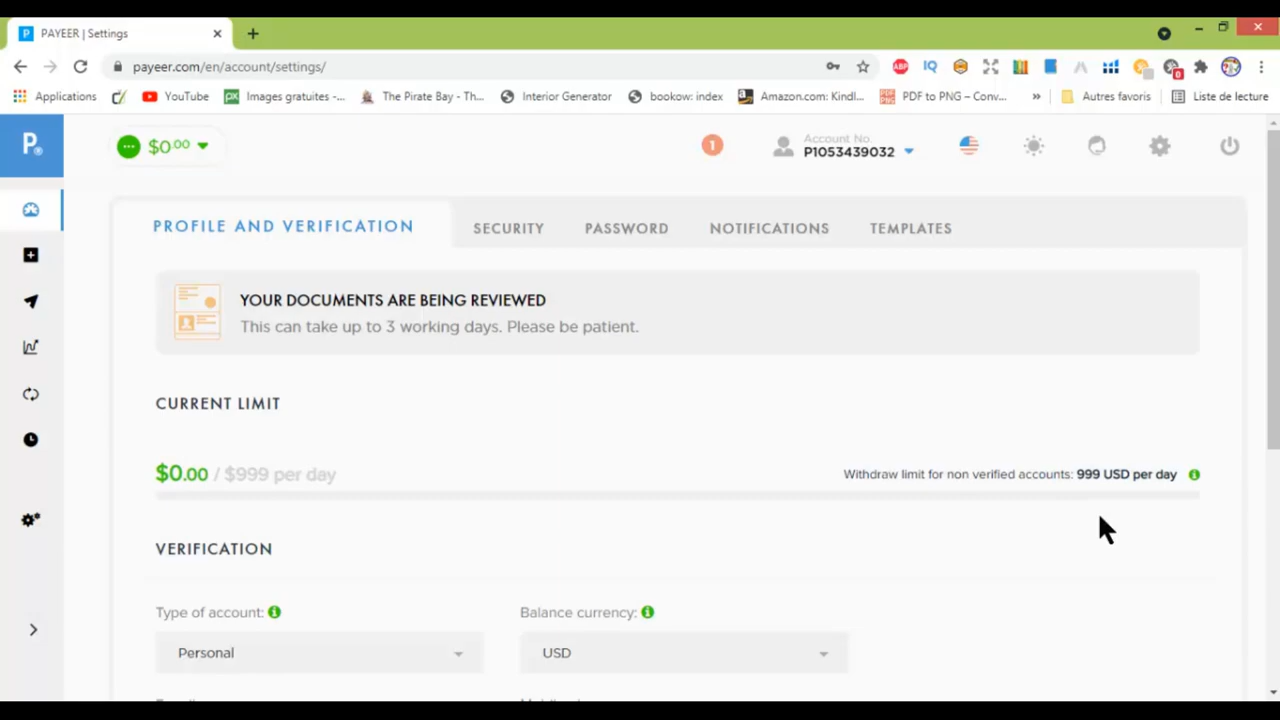 PAYEER | Settings
payeer.com/en/account/settings/
ABP
IQ
0
Applications
YouTube
Images gratuites -...
The Pirate Bay - Th...
Interior Generator
bookow: index
Amazon.com: Kindl...
PDF to PNG – Conv...
»
Autres favoris
Liste de lecture
P.
$0.00
1
Account No.
P1053439032
PROFILE AND VERIFICATION
SECURITY
PASSWORD
NOTIFICATIONS
TEMPLATES
YOUR DOCUMENTS ARE BEING REVIEWED
This can take up to 3 working days. Please be patient.
CURRENT LIMIT
$0.00 / $999 per day
Withdraw limit for non verified accounts: 999 USD per day
VERIFICATION
Type of account:
Balance currency:
Personal
USD